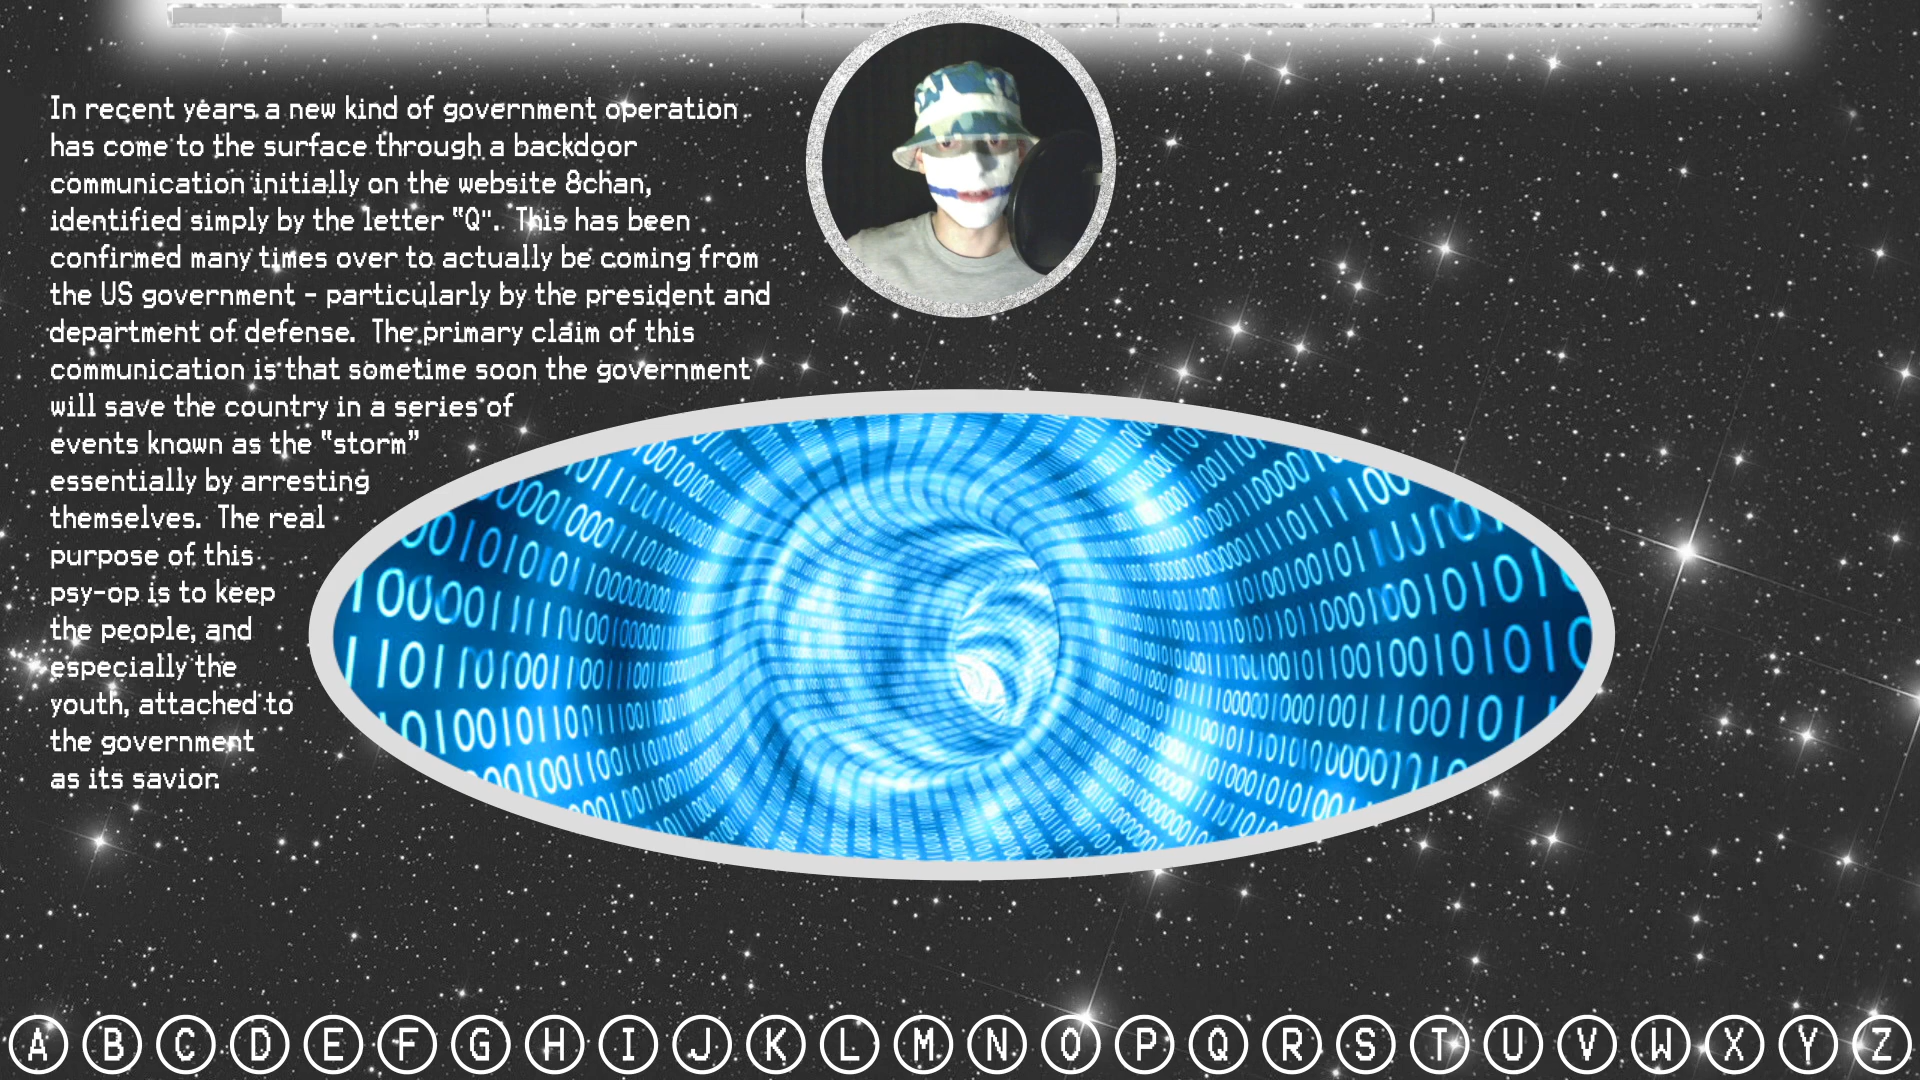 In recent years a new kind of government operation
has come to the surface through a backdoor
communication initially on the website 8chan,
identified simply by the letter “Q".  This has been
confirmed many times over to actually be coming from
the US government - particularly by the president and
department of defense.  The primary claim of this
communication is that sometime soon the government
will save the country in a series of
events known as the “storm”
essentially by arresting
themselves.  The real
purpose of this
psy-op is to keep
the people, and
especially the
youth, attached to
the government
as its savior.
A B C D E F G H I J K L M N O P Q R S T U V W X Y Z